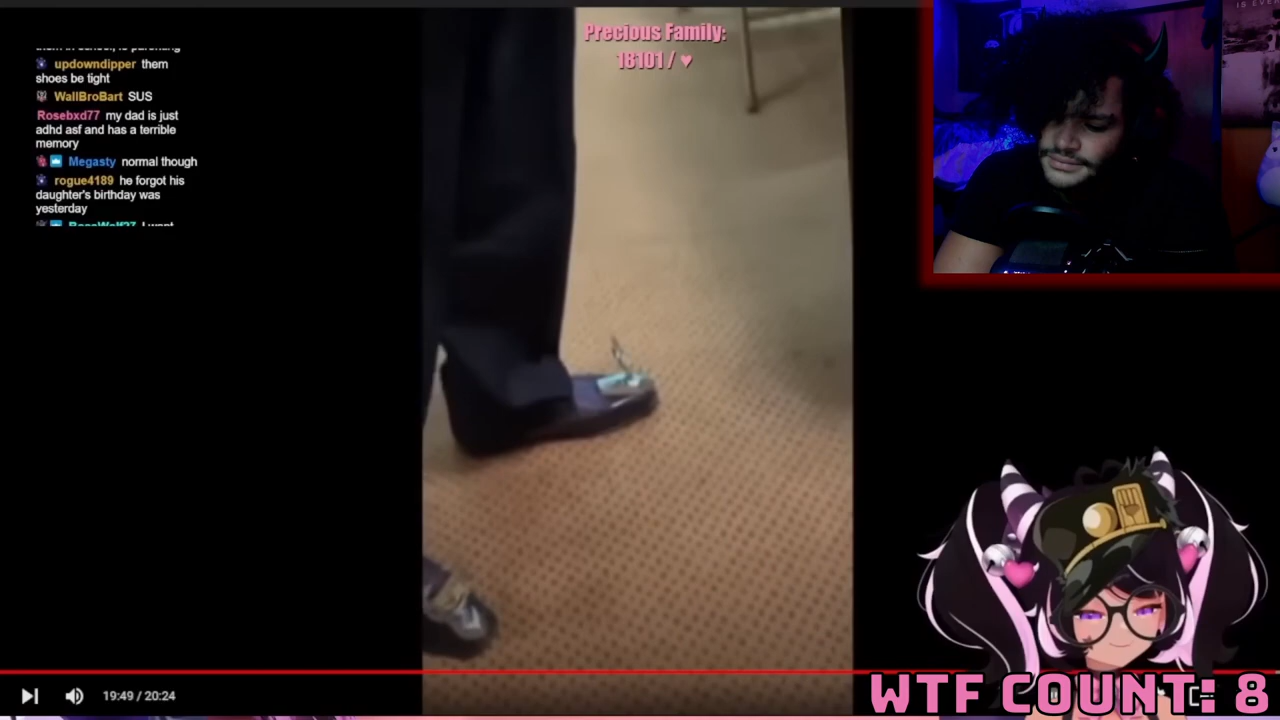 Precious Family:
18101 / ♥
updowndipper them
shoes be tight
WallBroBart SUS
Rosebxd77 my dad is just
adhd asf and has a terrible
memory
Megasty normal though
rogue4189 he forgot his
daughter's birthday was
yesterday
19:49 / 20:24
WTF COUNT: 8